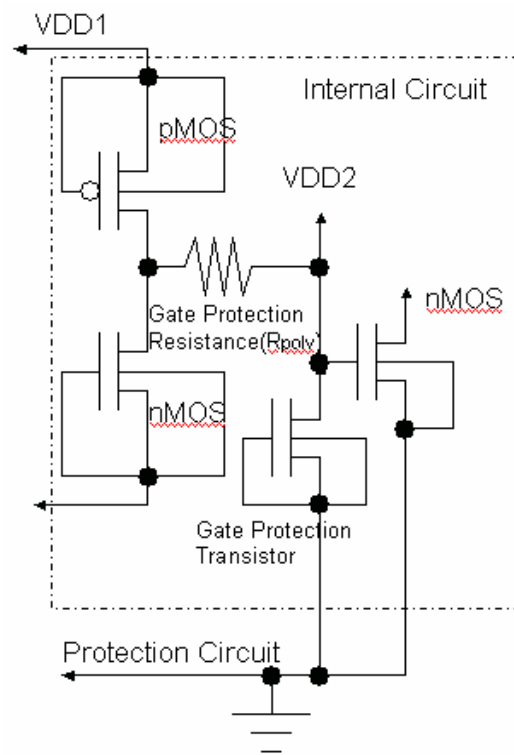 VDD1
Internal Circuit
pMOS
VDD2
nMOS
Gate Protection
Resistance(Rpoly)
nMOS
Gate Protection
Transistor
Protection Circuit